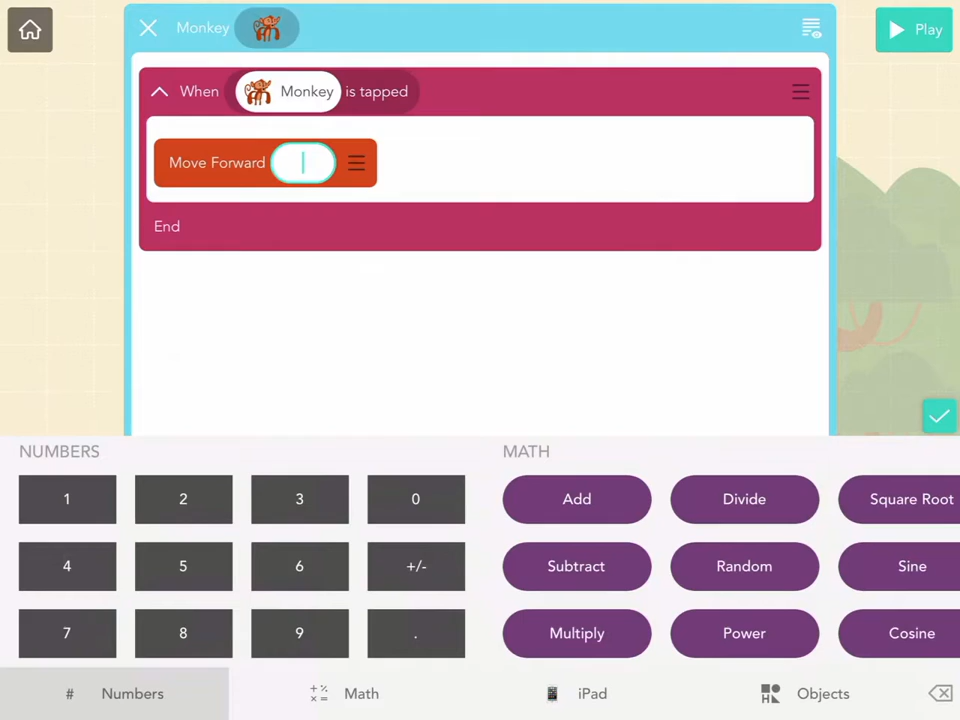 Monkey
Play
When Monkey is tapped
Move Forward
End
NUMBERS
MATH
1 2 3 0
Add Divide Square Root
4 5 6 +/-
Subtract Random Sine
7 8 9 .
Multiply Power Cosine
# Numbers
+ % × = Math
iPad
Objects